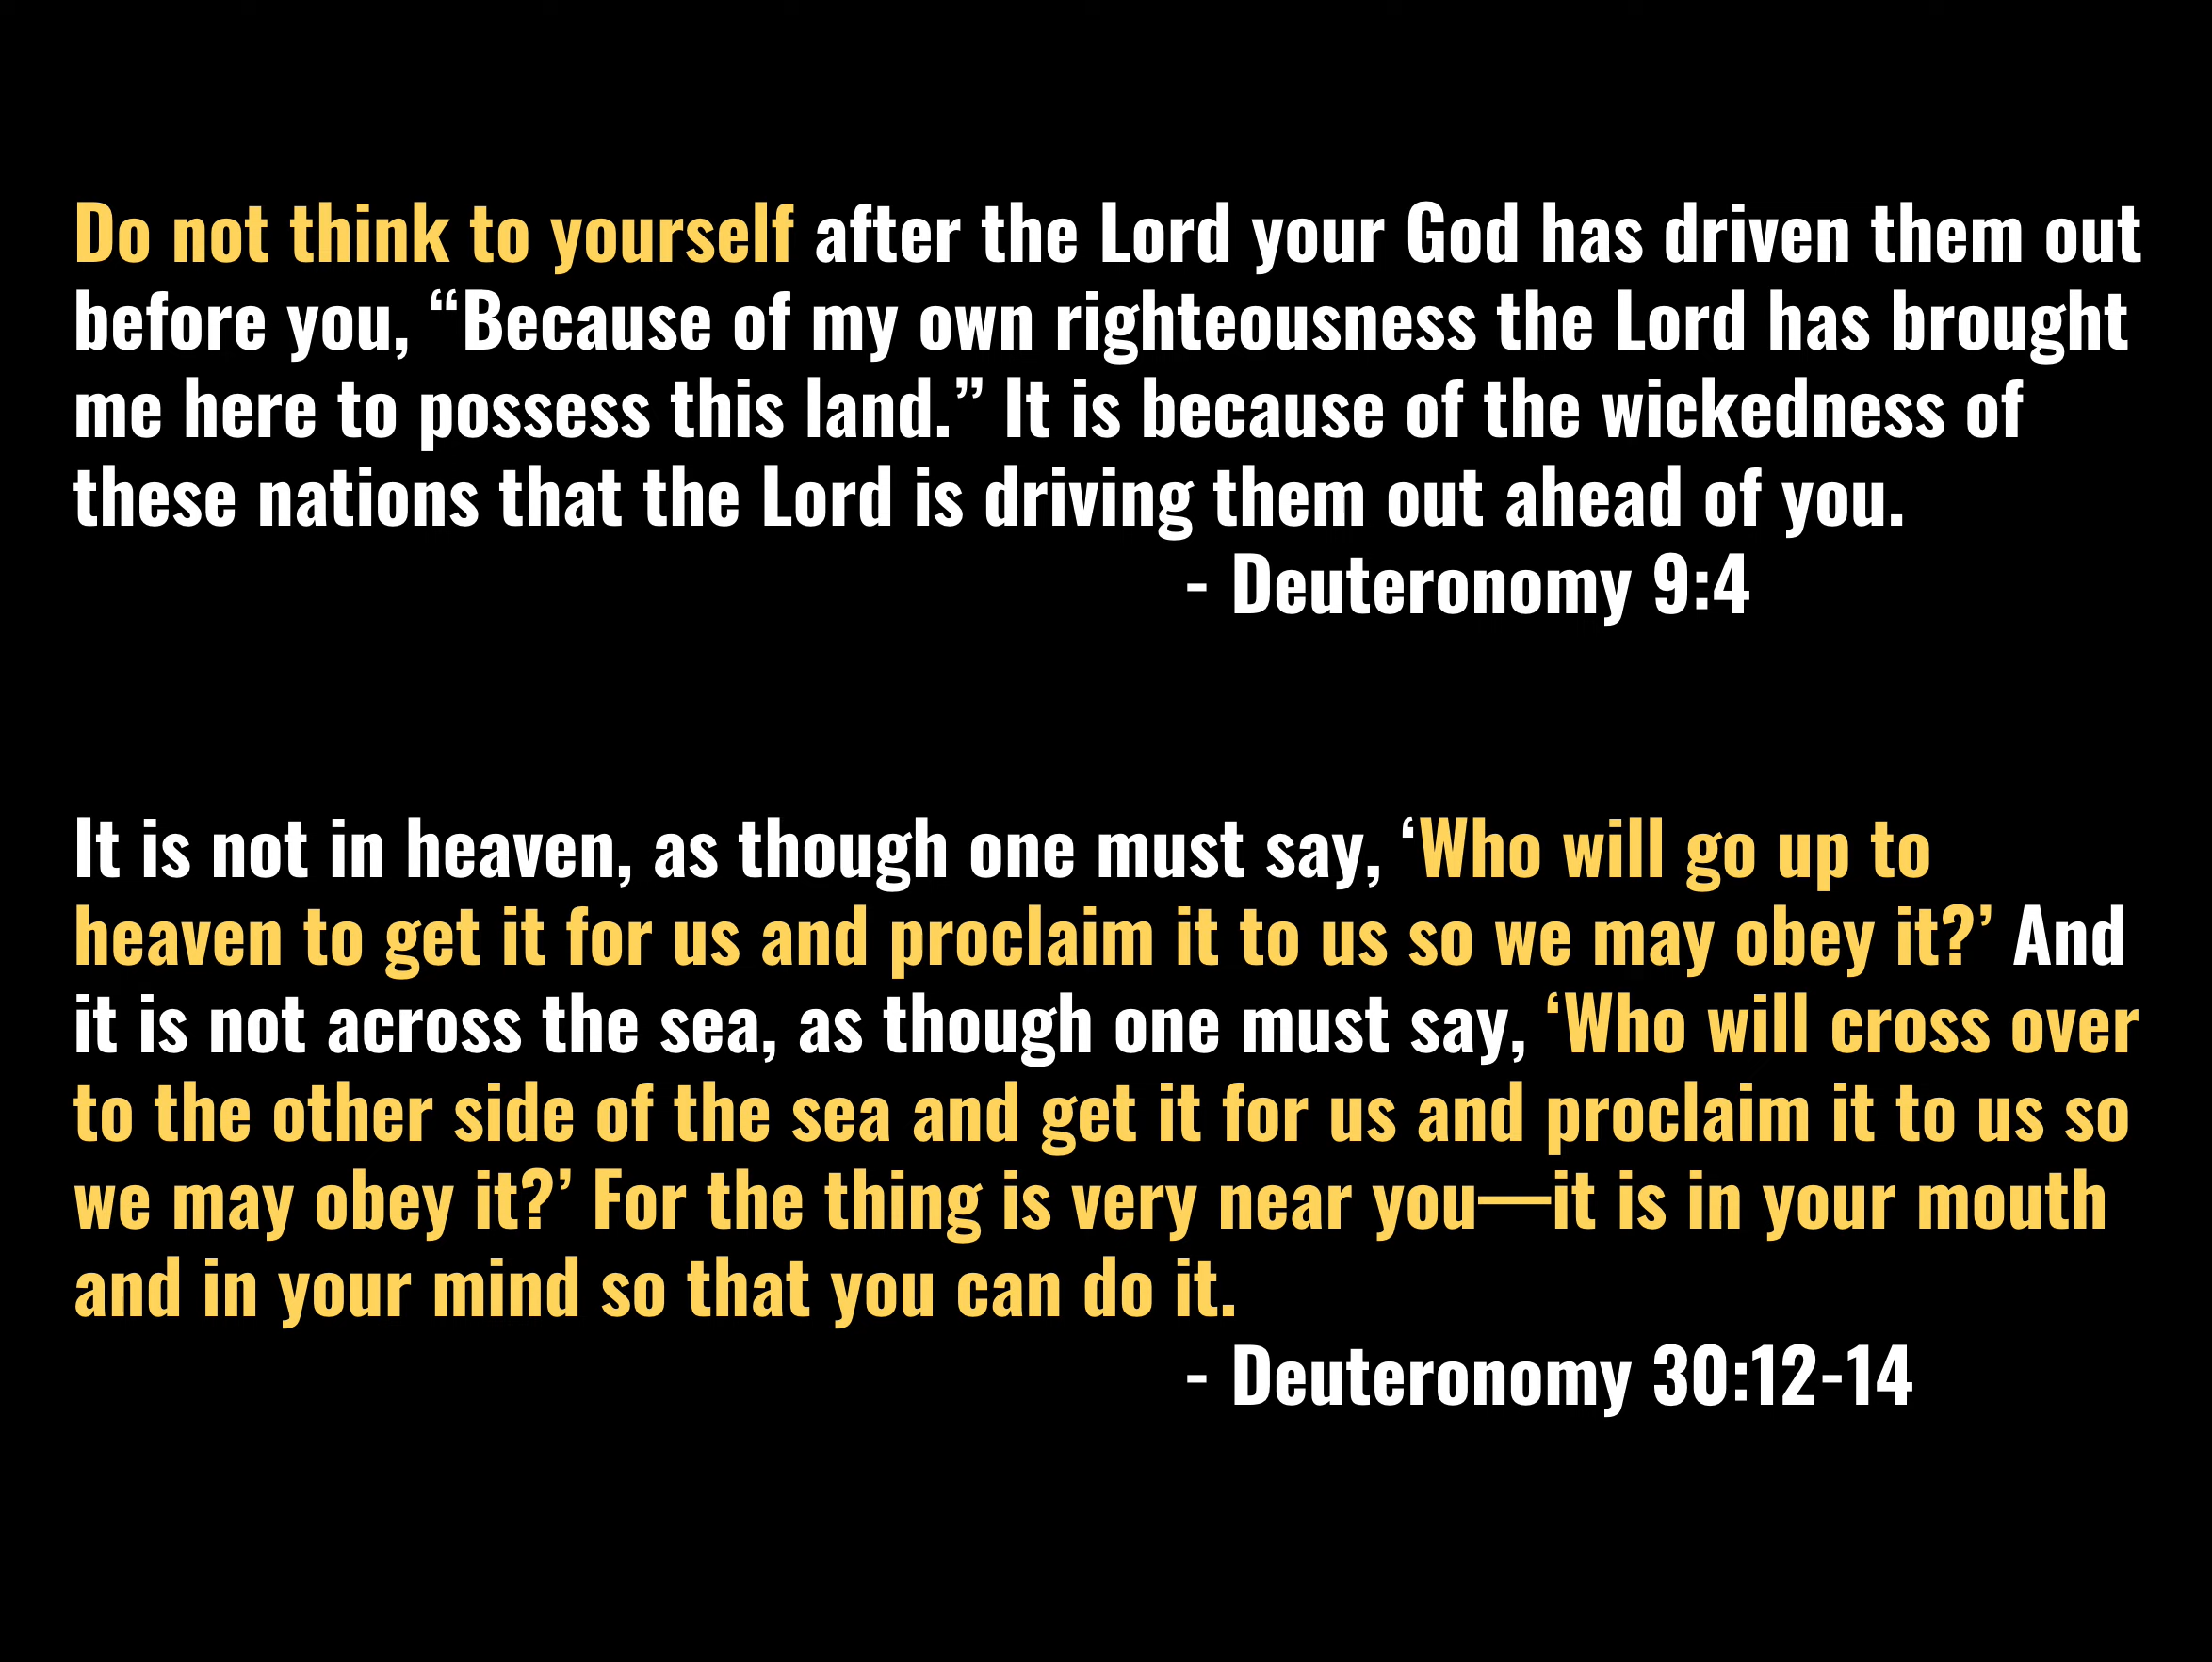 Do not think to yourself after the Lord your God has driven them out
before you, “Because of my own righteousness the Lord has brought
me here to possess this land.” It is because of the wickedness of
these nations that the Lord is driving them out ahead of you.
- Deuteronomy 9:4
It is not in heaven, as though one must say, ‘Who will go up to
heaven to get it for us and proclaim it to us so we may obey it?’ And
it is not across the sea, as though one must say, ‘Who will cross over
to the other side of the sea and get it for us and proclaim it to us so
we may obey it?’ For the thing is very near you—it is in your mouth
and in your mind so that you can do it.
- Deuteronomy 30:12-14